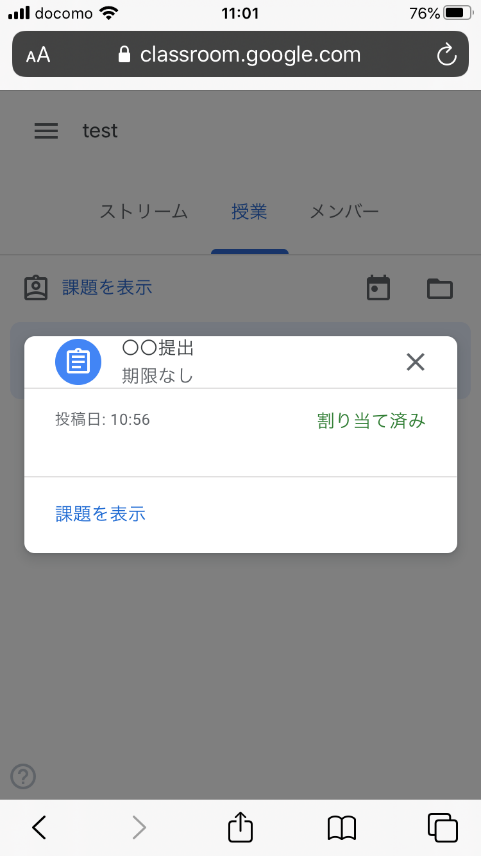 docomo 11:01 76%
AA classroom.google.com
test
ストリーム 授業 メンバー
課題を表示
〇〇提出
期限なし
投稿日: 10:56 割り当て済み
課題を表示